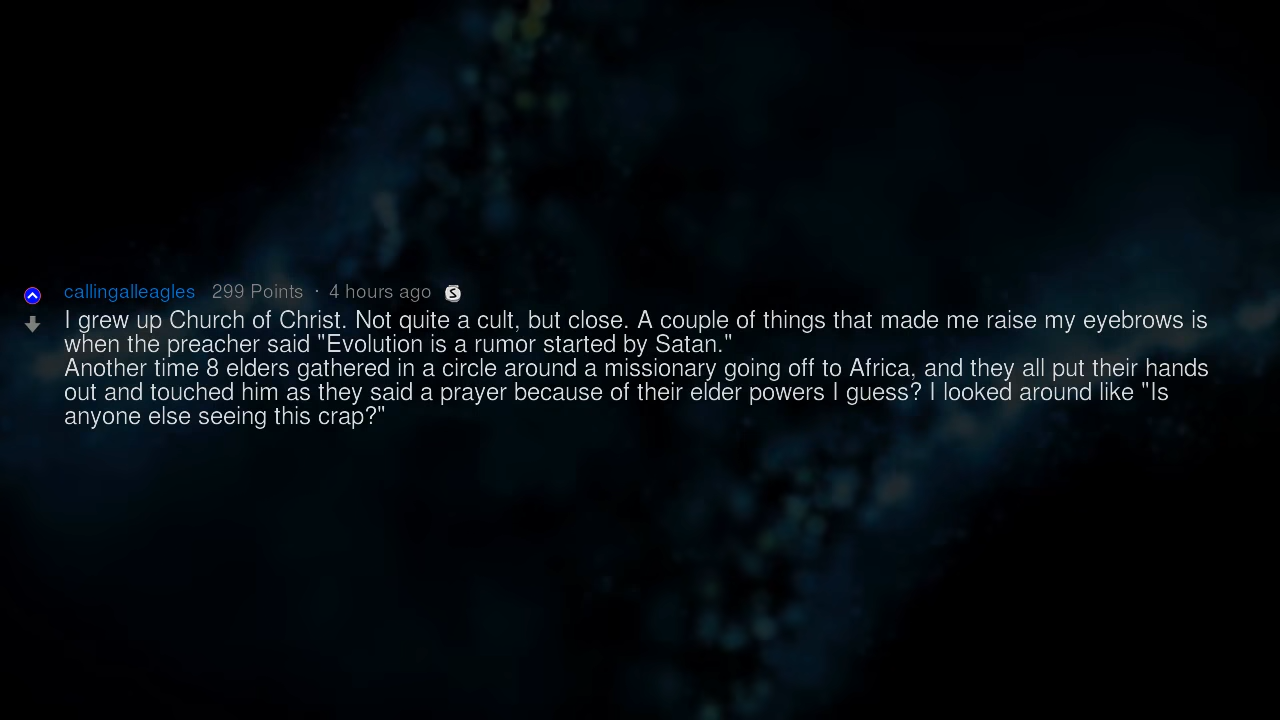 callingalleagles 299 Points · 4 hours ago S
I grew up Church of Christ. Not quite a cult, but close. A couple of things that made me raise my eyebrows is
when the preacher said "Evolution is a rumor started by Satan."
Another time 8 elders gathered in a circle around a missionary going off to Africa, and they all put their hands
out and touched him as they said a prayer because of their elder powers I guess? I looked around like "Is
anyone else seeing this crap?"